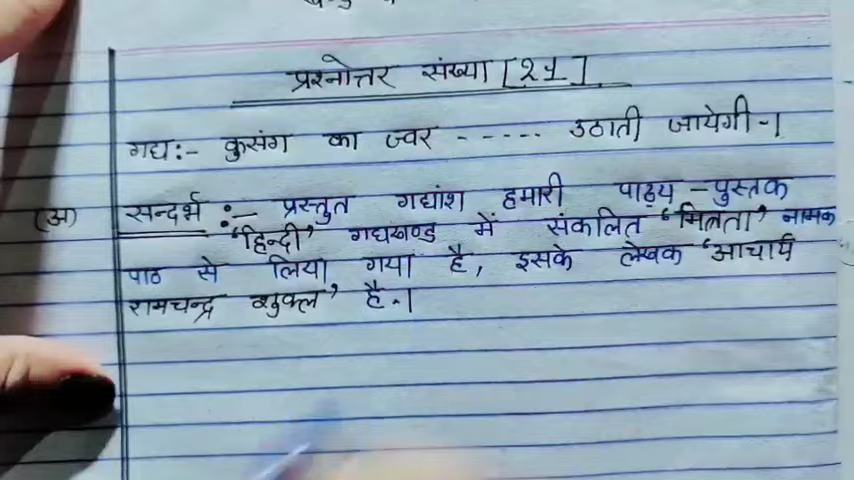 प्रश्नोत्तर संख्या [21]
गद्य:- कुसंग का ज्वर ----- उठाती जायेगी-।
(अ) सन्दर्भ :- प्रस्तुत गद्यांश हमारी पाठ्य-पुस्तक
'हिन्दी' गद्यखण्ड में संकलित 'मित्रता' नामक
पाठ से लिया गया है, इसके लेखक 'आचार्य
रामचन्द्र शुक्ल' है-।